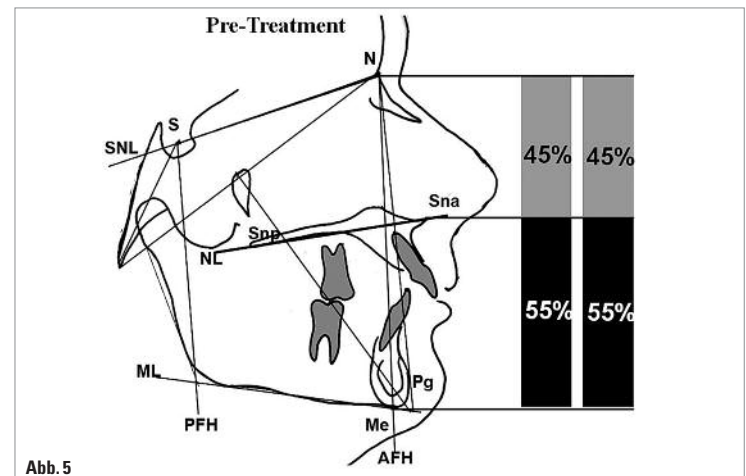 Pre-Treatment
N
S
SNL
45% 45%
Sna
Snp
NL
55% 55%
ML
Pg
PFH
Me
AFH
Abb. 5